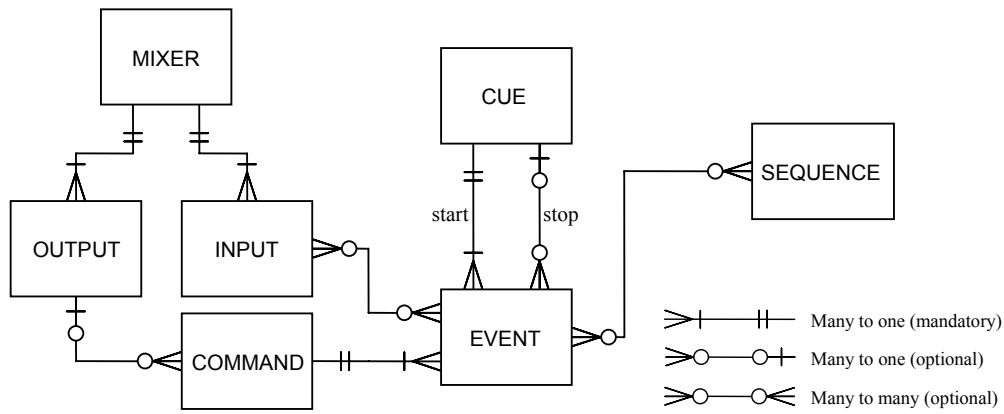 MIXER
CUE
SEQUENCE
start
stop
OUTPUT
INPUT
EVENT
COMMAND
Many to one (mandatory)
Many to one (optional)
Many to many (optional)